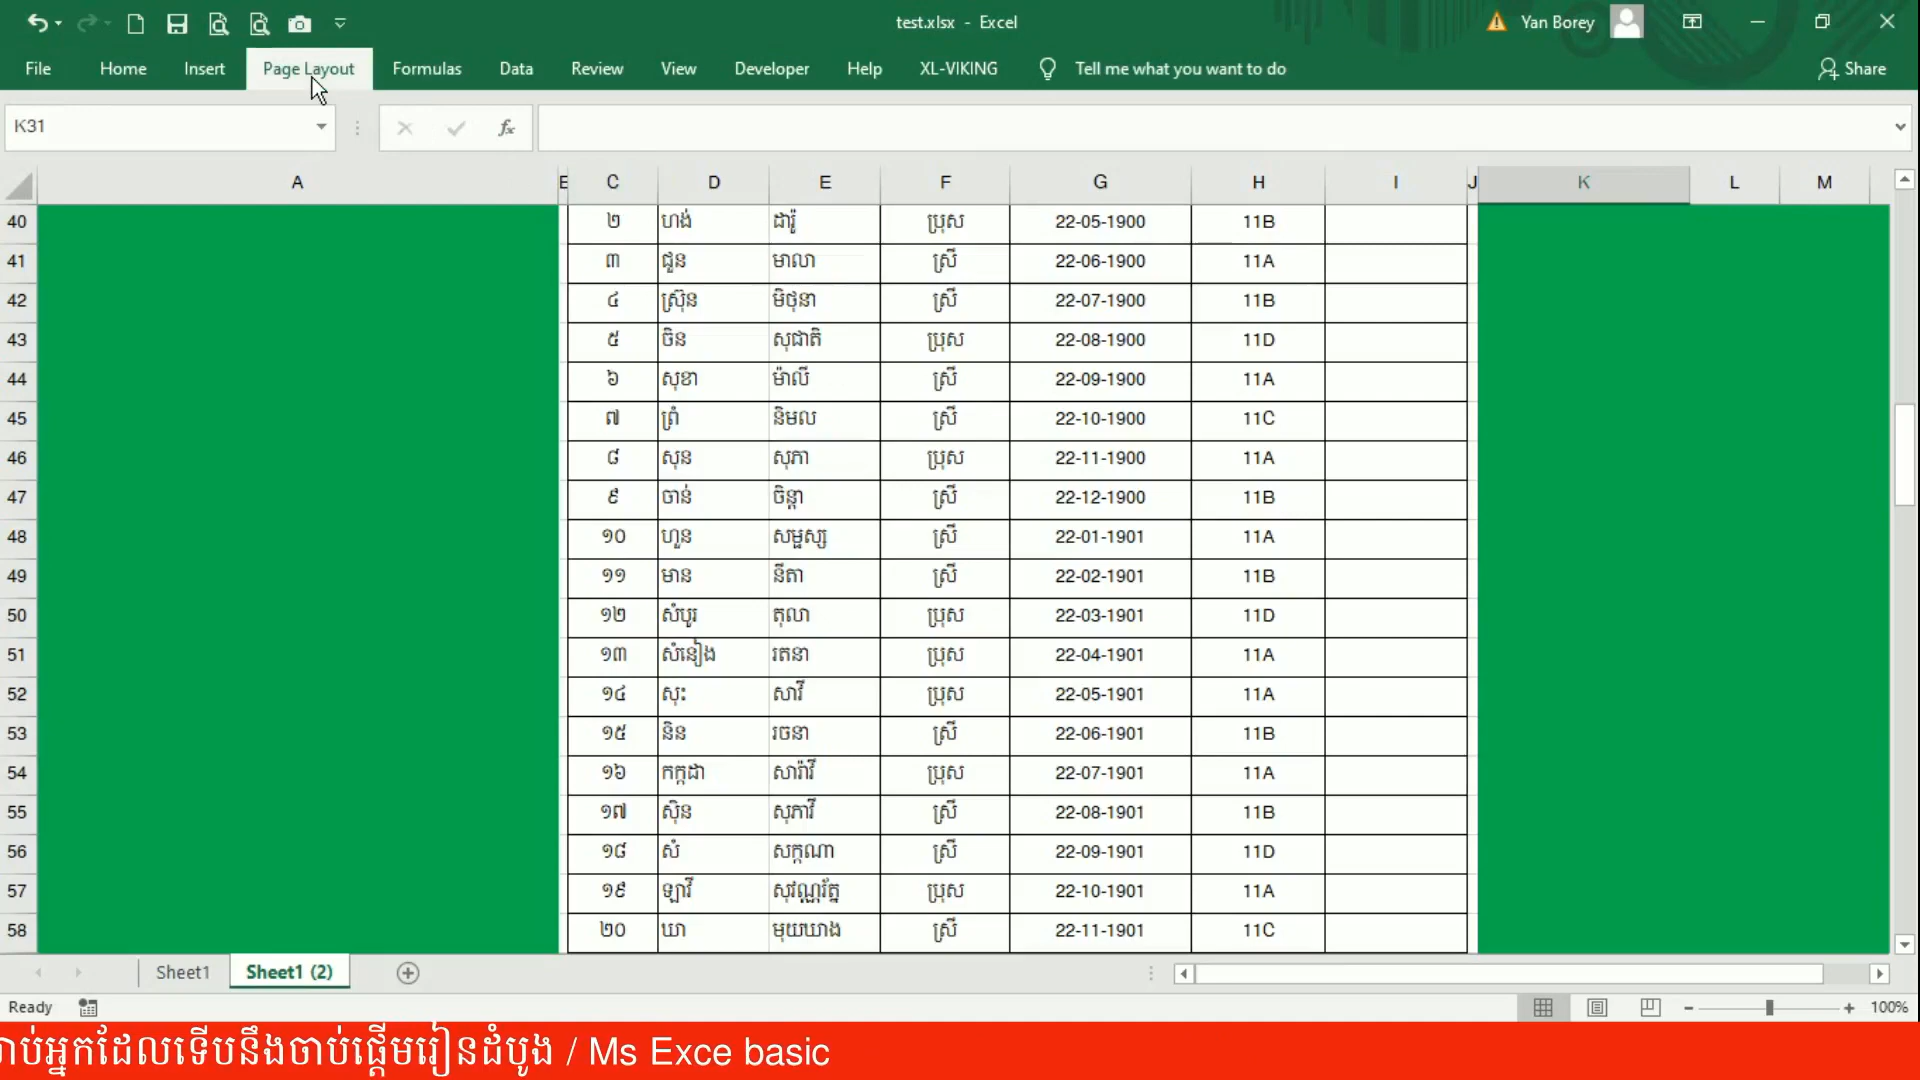 test.xlsx - Excel
Yan Borey
File Home Insert Page Layout Formulas Data Review View Developer Help XL-VIKING Tell me what you want to do Share
K31 fx
A C D E F G H I J K L M
40 ២ ហង់ ដារ៉ូ ប្រុស 22-05-1900 11B
41 ៣ ជួន មាលា ស្រី 22-06-1900 11A
42 ៤ ស្រ៊ុន មិថុនា ស្រី 22-07-1900 11B
43 ៥ ចិន សុជាតិ ប្រុស 22-08-1900 11D
44 ៦ សុខា ម៉ាលី ស្រី 22-09-1900 11A
45 ៧ ព្រំ និមល ស្រី 22-10-1900 11C
46 ៨ សុន សុភា ប្រុស 22-11-1900 11A
47 ៩ ចាន់ ចិន្តា ស្រី 22-12-1900 11B
48 ១០ ហួន សម្ផស្ស ស្រី 22-01-1901 11A
49 ១១ មាន នីតា ស្រី 22-02-1901 11B
50 ១២ សំបូរ តុលា ប្រុស 22-03-1901 11D
51 ១៣ សំនៀង រតនា ប្រុស 22-04-1901 11A
52 ១៤ សុះ សាវី ប្រុស 22-05-1901 11A
53 ១៥ និន រចនា ស្រី 22-06-1901 11B
54 ១៦ កក្កដា សារ៉ាវី ប្រុស 22-07-1901 11A
55 ១៧ ស៊ិន សុភាវី ស្រី 22-08-1901 11B
56 ១៨ សំ សក្កណា ស្រី 22-09-1901 11D
57 ១៩ ឡាវី សុវណ្ណរ័ត្ន ប្រុស 22-10-1901 11A
58 ២០ ឃា មុយឃាង ស្រី 22-11-1901 11C
Sheet1 Sheet1 (2)
Ready 100%
ាប់អ្នកដែលទើបនឹងចាប់ផ្តើមរៀនដំបូង / Ms Exce basic